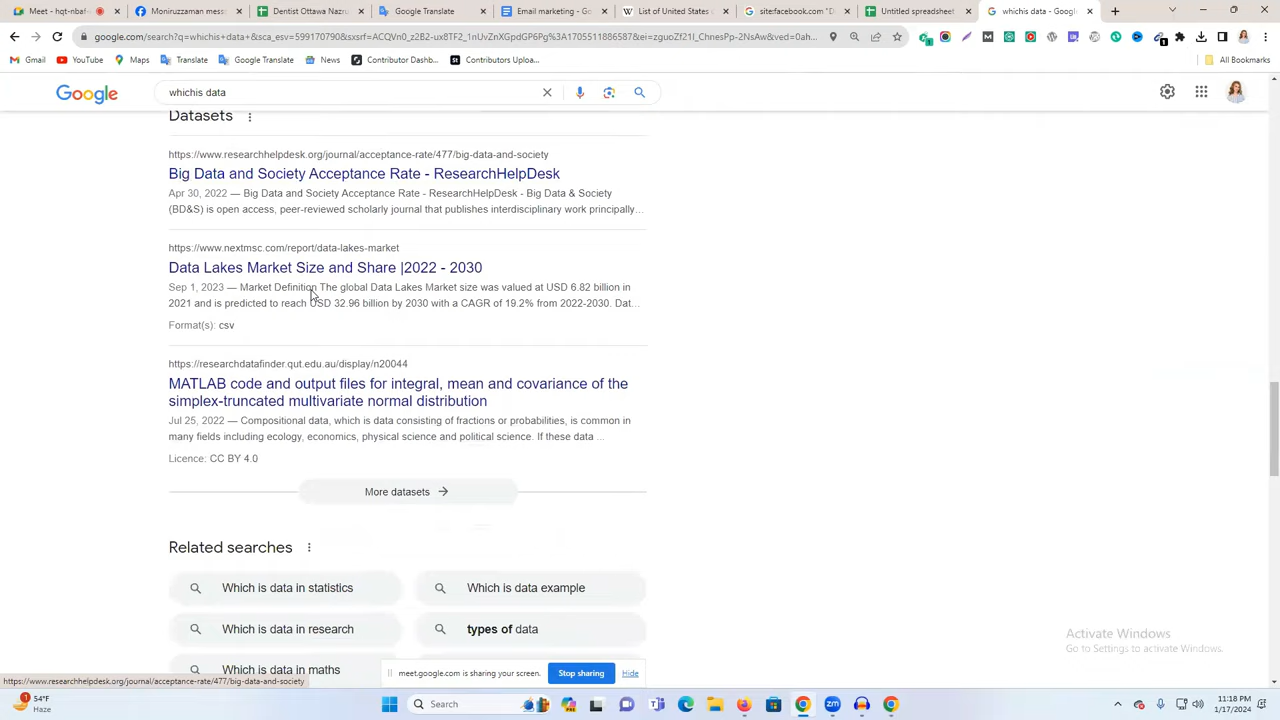 Meet - hqt-nbaf
Moniruzzaman mess
Dentist Ottawa Nazru
Google Translate
Email marketing - Go
List of United States c
sitefacebook.com "D
Untitled spreadsheet
whichis data - Google
google.com/search?q=whichis+data+&sca_esv=599170790&sxsrf=ACQVn0_z2B2-ux8TF2_1nUvZnXGpdGP6Pg%3A1705511886587&ei=zguoZf21I_ChnesPp-2NsAw&ved=0ah...
Gmail
YouTube
Maps
Translate
Google Translate
News
Contributor Dashb...
Contributors Uploa...
All Bookmarks
Google
whichis data
Datasets
https://www.researchhelpdesk.org/journal/acceptance-rate/477/big-data-and-society
Big Data and Society Acceptance Rate - ResearchHelpDesk
Apr 30, 2022 — Big Data and Society Acceptance Rate - ResearchHelpDesk - Big Data & Society
(BD&S) is open access, peer-reviewed scholarly journal that publishes interdisciplinary work principally...
https://www.nextmsc.com/report/data-lakes-market
Data Lakes Market Size and Share |2022 - 2030
Sep 1, 2023 — Market Definition The global Data Lakes Market size was valued at USD 6.82 billion in
2021 and is predicted to reach USD 32.96 billion by 2030 with a CAGR of 19.2% from 2022-2030. Dat...
Format(s): csv
https://researchdatafinder.qut.edu.au/display/n20044
MATLAB code and output files for integral, mean and covariance of the
simplex-truncated multivariate normal distribution
Jul 25, 2022 — Compositional data, which is data consisting of fractions or probabilities, is common in
many fields including ecology, economics, physical science and political science. If these data ...
Licence: CC BY 4.0
More datasets
Related searches
Which is data in statistics
Which is data example
Which is data in research
types of data
Which is data in maths
Activate Windows
Go to Settings to activate Windows.
meet.google.com is sharing your screen.
Stop sharing
Hide
https://www.researchhelpdesk.org/journal/acceptance-rate/477/big-data-and-society
54°F
Haze
Search
11:18 PM
1/17/2024